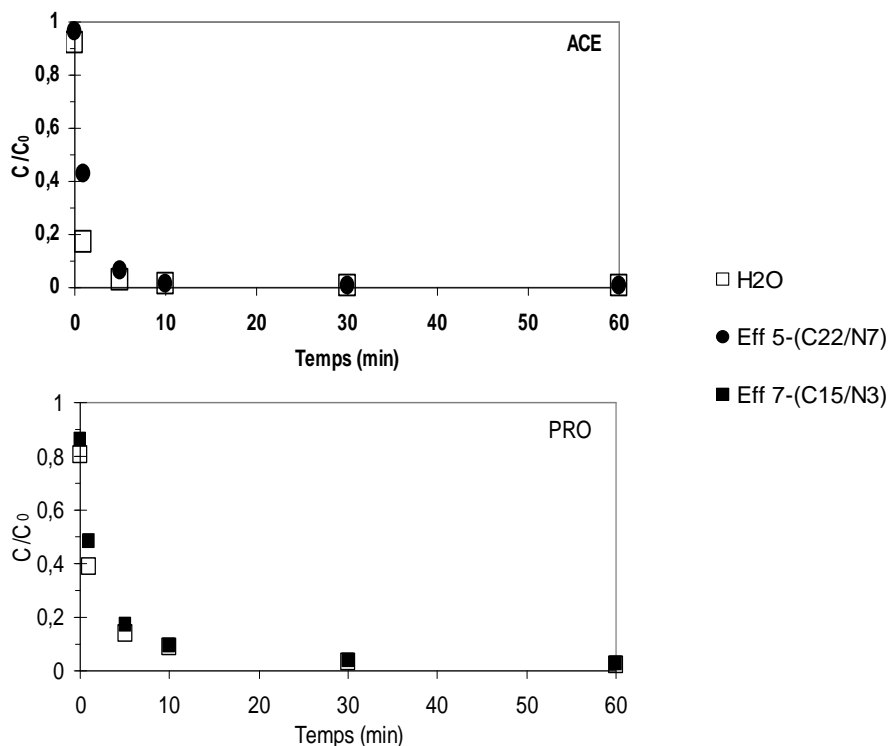 1
ACE
0,8
0,6
C/C0
0,4
0,2
0
0 10 20 30 40 50 60
Temps (min)
H2O
Eff 5-(C22/N7)
Eff 7-(C15/N3)
1
PRO
0,8
0,6
C/C0
0,4
0,2
0
0 10 20 30 40 50 60
Temps (min)